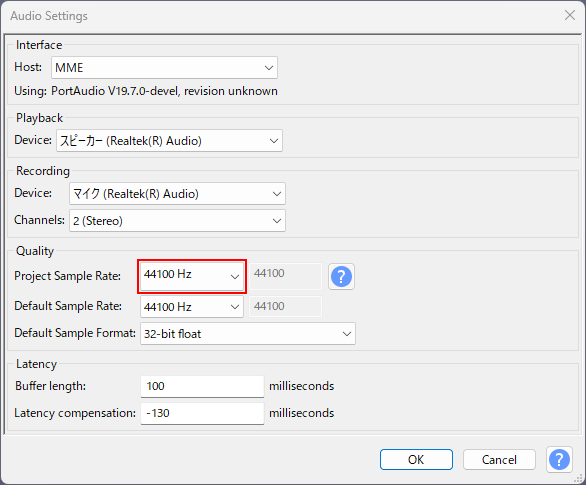 Audio Settings
Interface
Host: MME
Using: PortAudio V19.7.0-devel, revision unknown
Playback
Device: スピーカー (Realtek(R) Audio)
Recording
Device: マイク (Realtek(R) Audio)
Channels: 2 (Stereo)
Quality
Project Sample Rate: 44100 Hz 44100 ?
Default Sample Rate: 44100 Hz 44100
Default Sample Format: 32-bit float
Latency
Buffer length: 100 milliseconds
Latency compensation: -130 milliseconds
OK Cancel ?